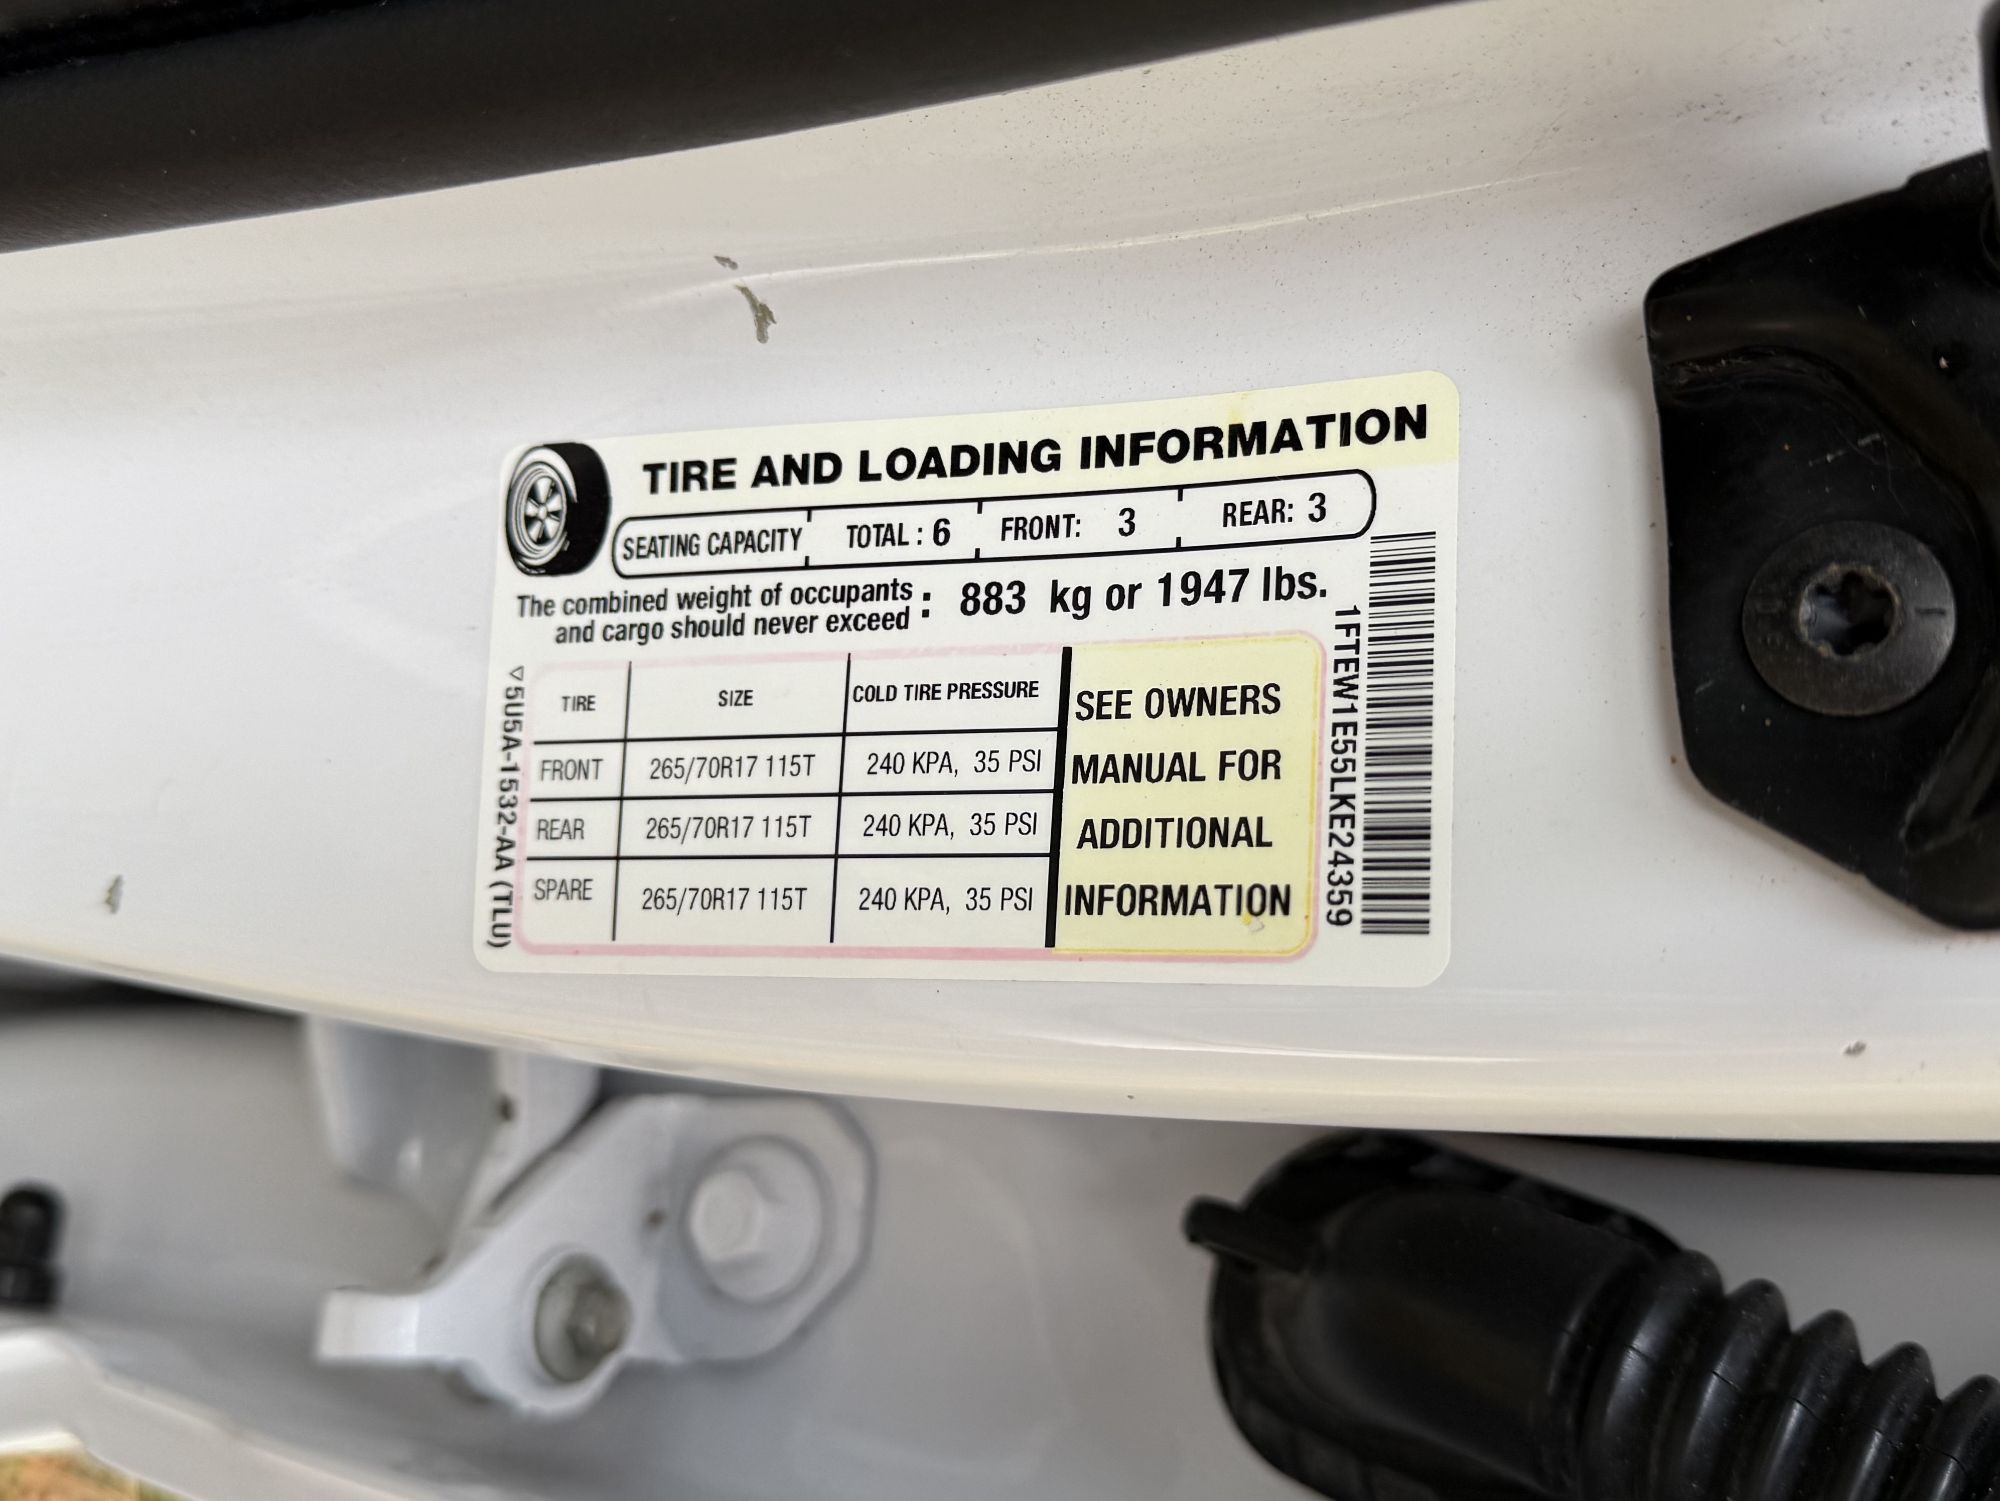 TIRE AND LOADING INFORMATION
SEATING CAPACITY TOTAL : 6 FRONT: 3 REAR: 3
The combined weight of occupants
and cargo should never exceed : 883 kg or 1947 lbs.
TIRE SIZE COLD TIRE PRESSURE
FRONT 265/70R17 115T 240 KPA, 35 PSI
REAR 265/70R17 115T 240 KPA, 35 PSI
SPARE 265/70R17 115T 240 KPA, 35 PSI
SEE OWNERS
MANUAL FOR
ADDITIONAL
INFORMATION
5U5A-1532-AA (TLU)
1FTEW1E55LKE24359